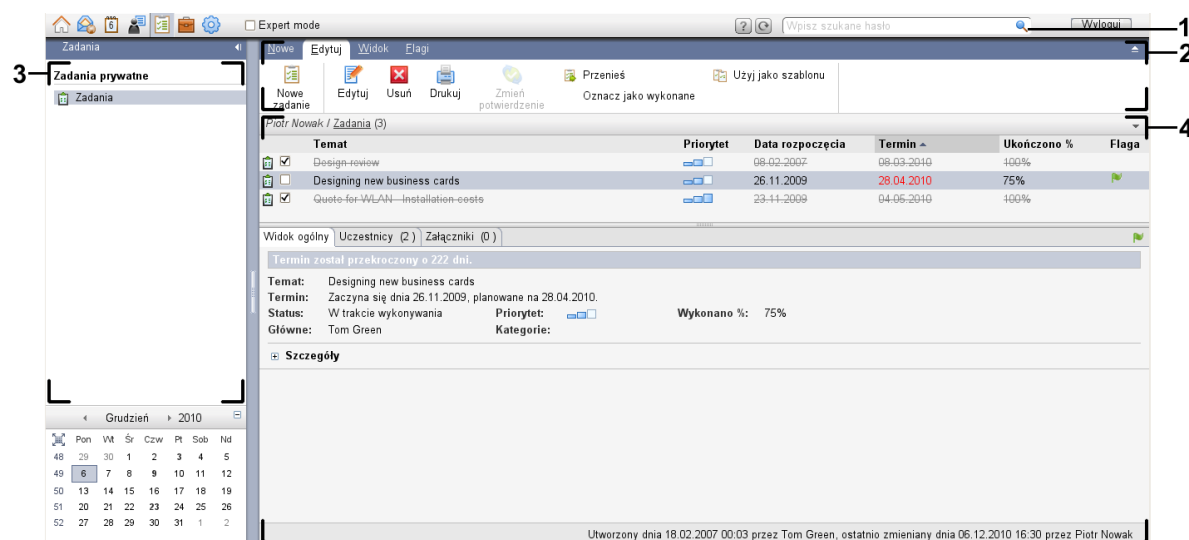 Expert mode
Wpisz szukane hasło
Wyloguj
1
Zadania
Nowe Edytuj Widok Flagi
2
3
Zadania prywatne
Zadania
Nowe zadanie
Edytuj Usuń Drukuj
Zmień potwierdzenie
Przenieś
Oznacz jako wykonane
Użyj jako szablonu
Piotr Nowak / Zadania (3)
4
Temat Priorytet Data rozpoczęcia Termin Ukończono % Flaga
Design review 08.02.2007 08.03.2010 100%
Designing new business cards 26.11.2009 28.04.2010 75%
Quote for WLAN - Installation costs 23.11.2009 04.05.2010 100%
Widok ogólny Uczestnicy (2 ) Załączniki (0 )
Termin został przekroczony o 222 dni.
Temat: Designing new business cards
Termin: Zaczyna się dnia 26.11.2009, planowane na 28.04.2010.
Status: W trakcie wykonywania Priorytet: Wykonano %: 75%
Główne: Tom Green Kategorie:
Szczegóły
Grudzień 2010
Pon Wt Śr Czw Pt Sob Nd
48 29 30 1 2 3 4 5
49 6 7 8 9 10 11 12
50 13 14 15 16 17 18 19
51 20 21 22 23 24 25 26
52 27 28 29 30 31 1 2
Utworzony dnia 18.02.2007 00:03 przez Tom Green, ostatnio zmieniany dnia 06.12.2010 16:30 przez Piotr Nowak